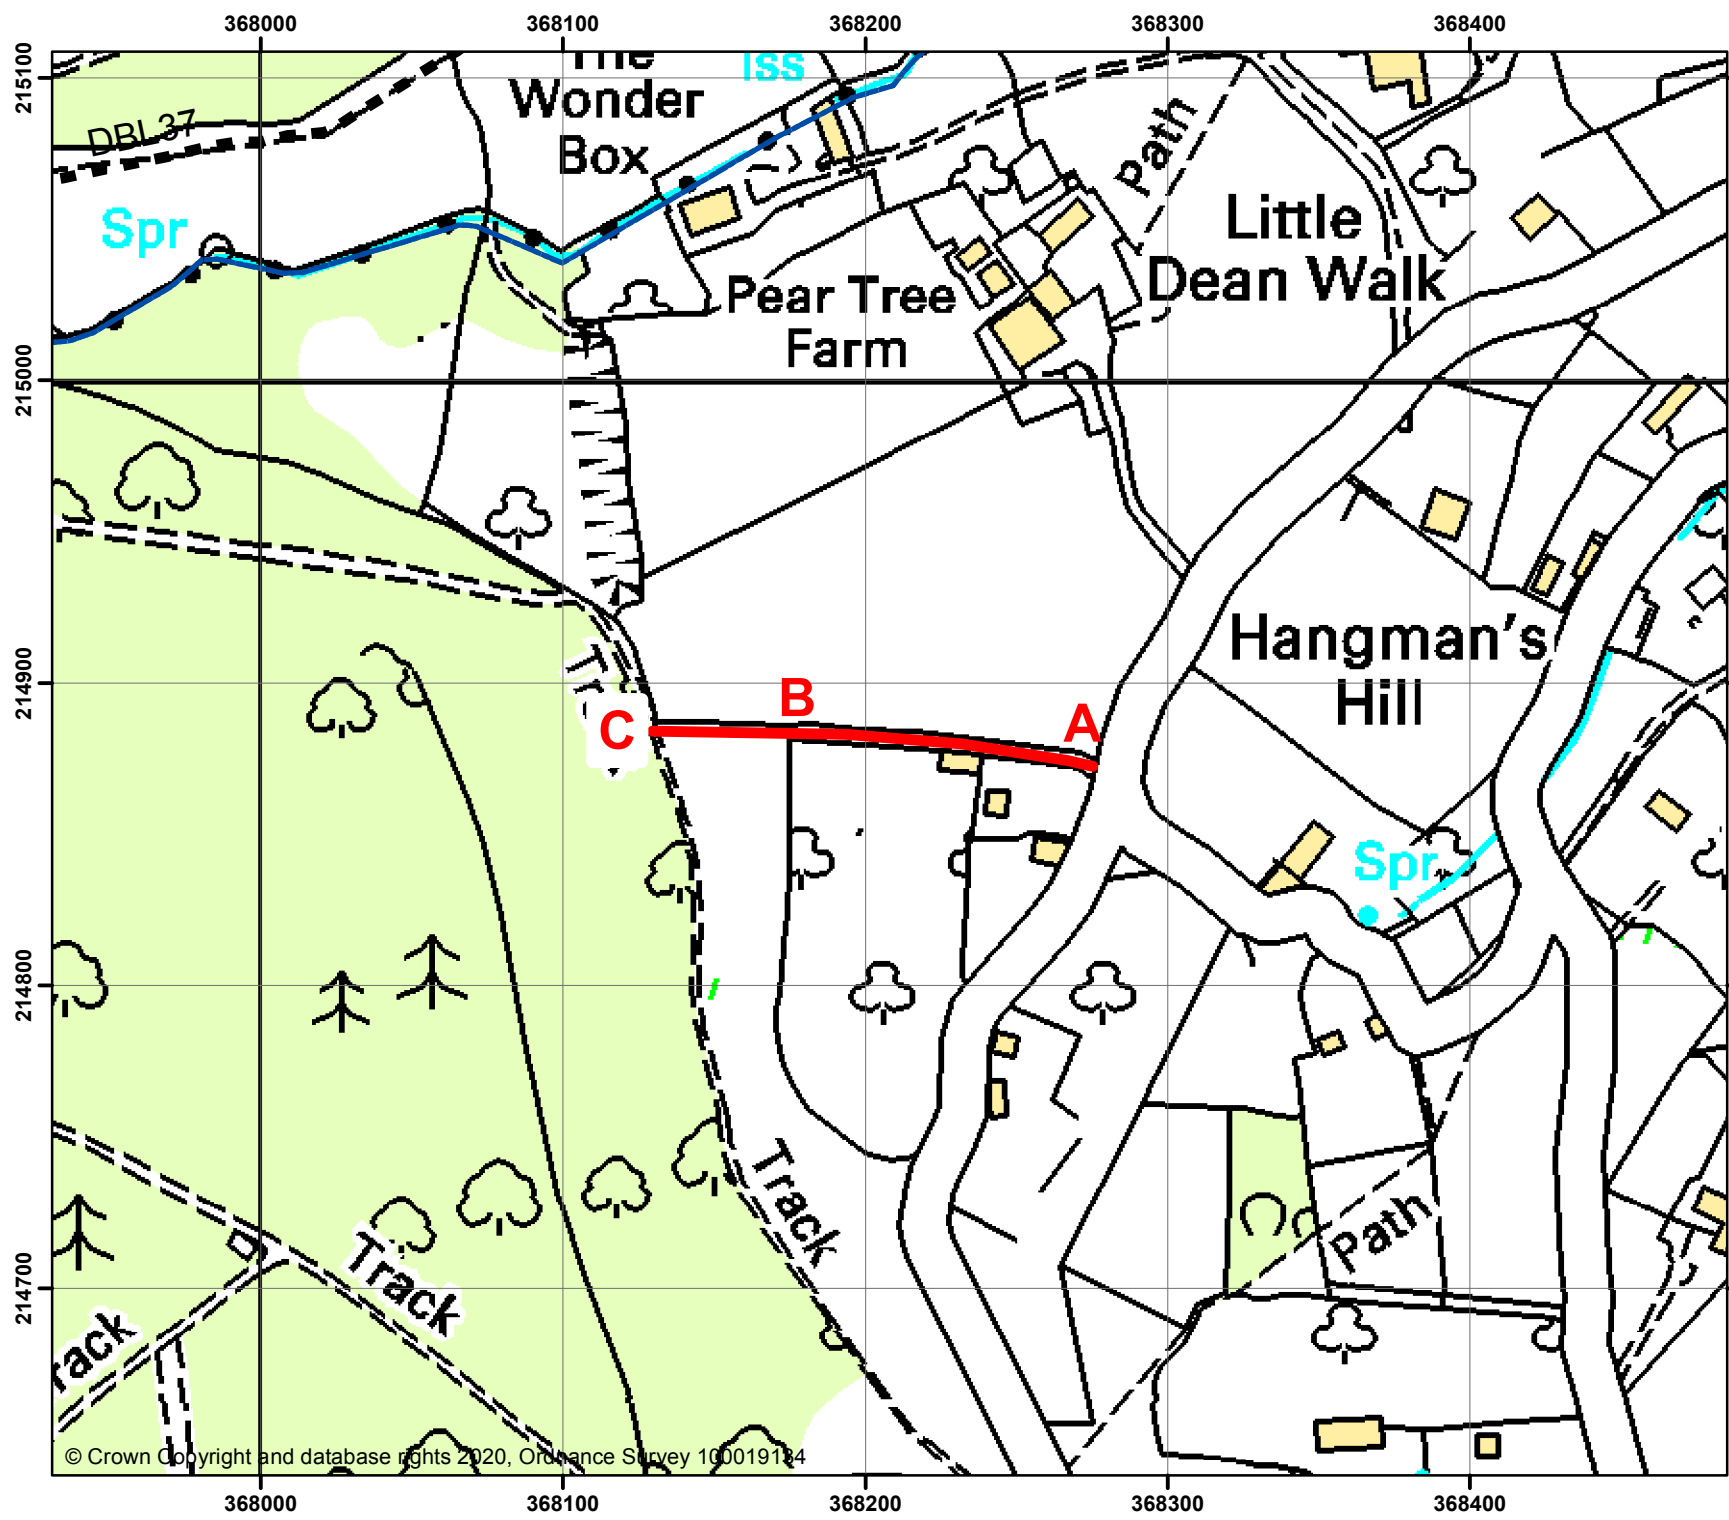 368000 368100 368200 368300 368400
215100
The
Wonder
Box
Iss
DBL37
Path
Spr
Little
Dean Walk
Pear Tree
Farm
215000
Hangman's
Hill
214900
Tr
C
B
A
Spr
214800
Track
Path
Track
214700
rack
© Crown Copyright and database rights 2020, Ordnance Survey 100019134
368000 368100 368200 368300 368400